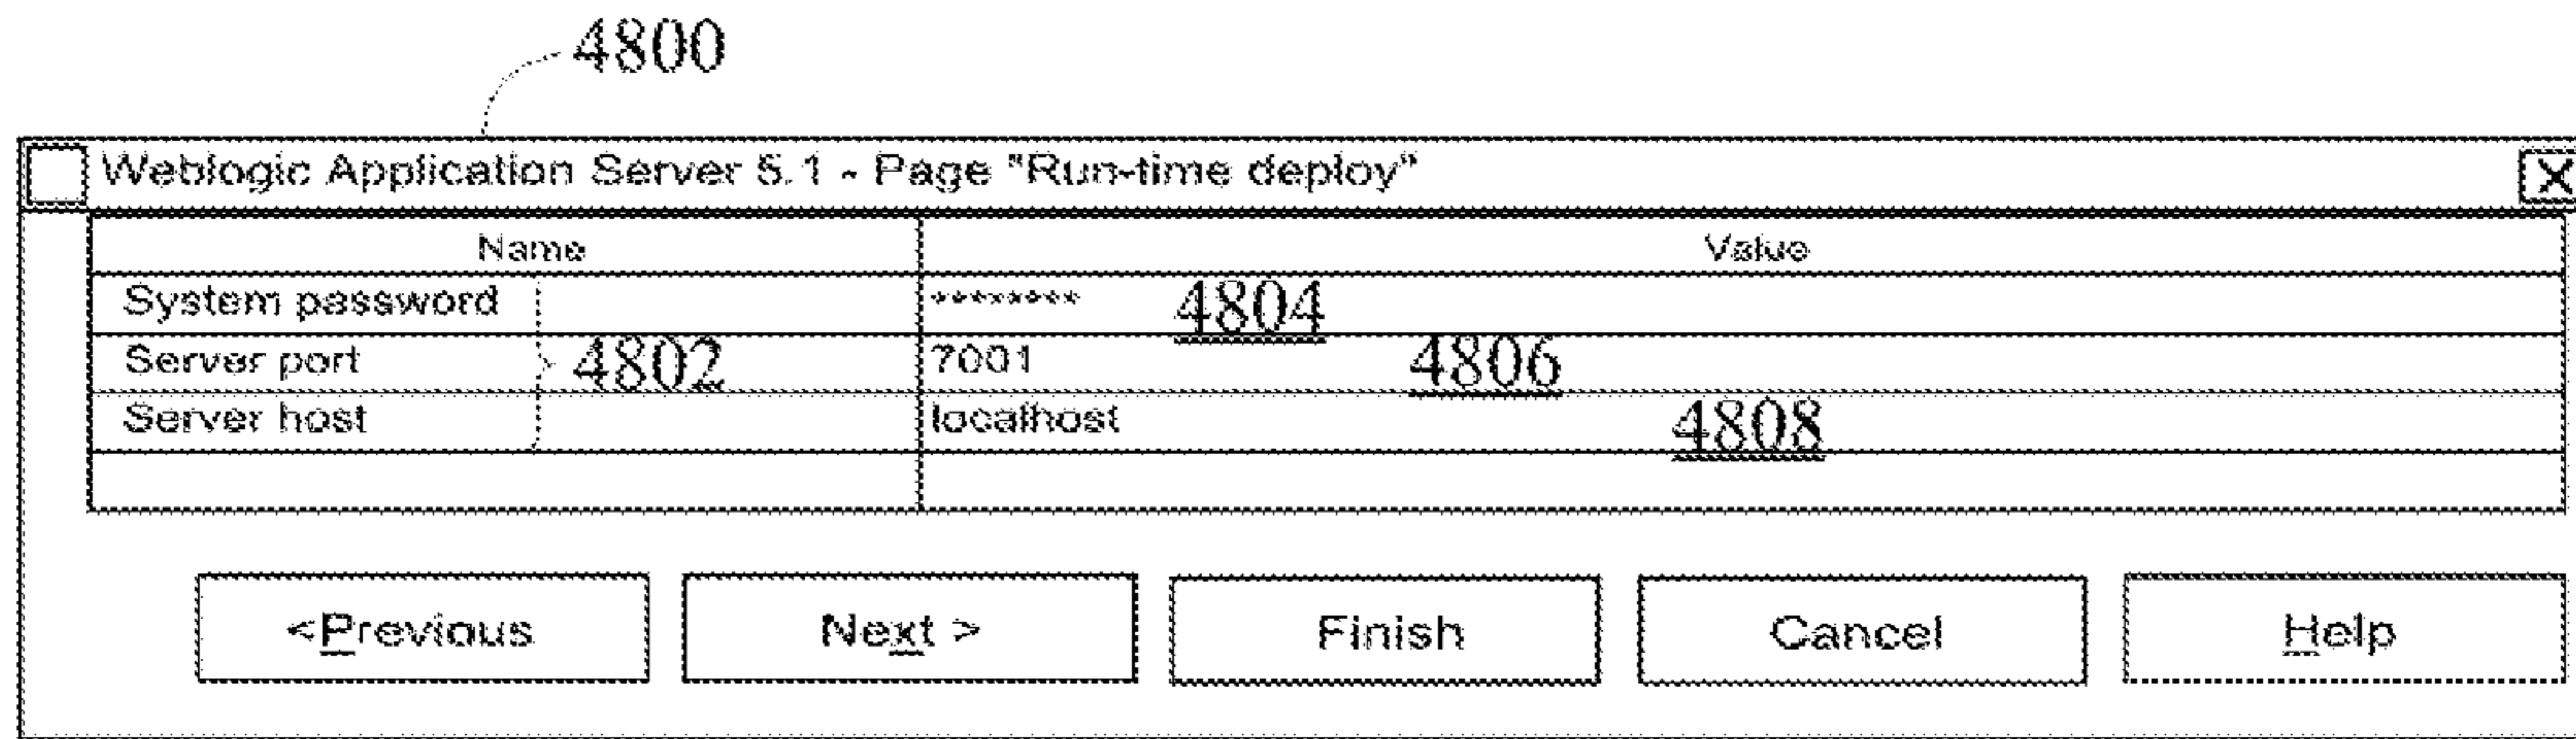 4800
Weblogic Application Server 5.1 - Page "Run-time deploy" X
Name Value
System password ******** 4804
Server port 4802 7001 4806
Server host localhost 4808
<Previous Next > Finish Cancel Help